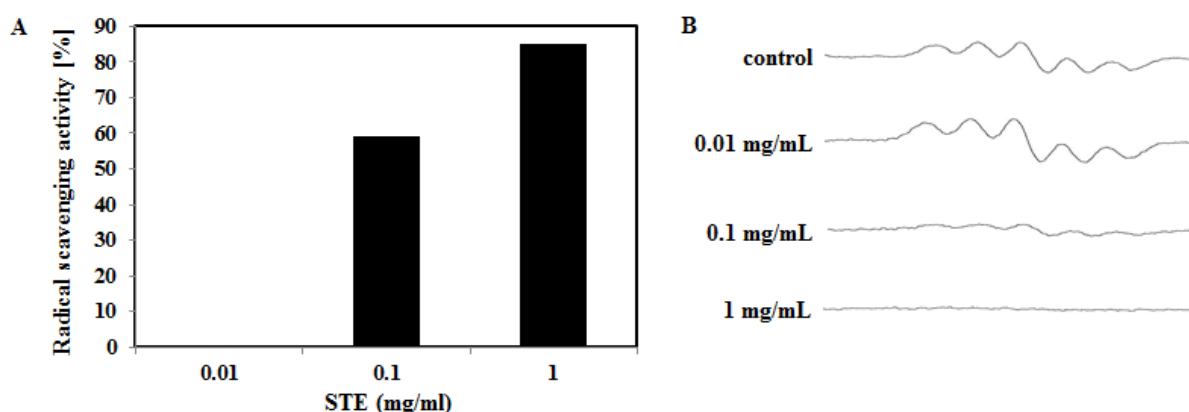 A
Radical scavenging activity [%]
90
80
70
60
50
40
30
20
10
0
0.01 0.1 1
STE (mg/ml)
B
control
0.01 mg/mL
0.1 mg/mL
1 mg/mL